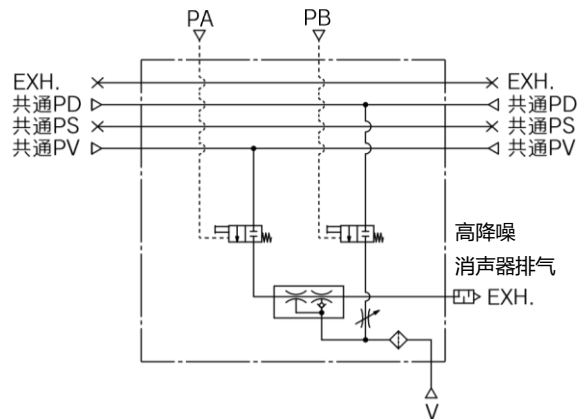 PA PB
EXH. EXH.
共通PD 共通PD
共通PS 共通PS
共通PV 共通PV
高降噪
消声器排气
EXH.
V